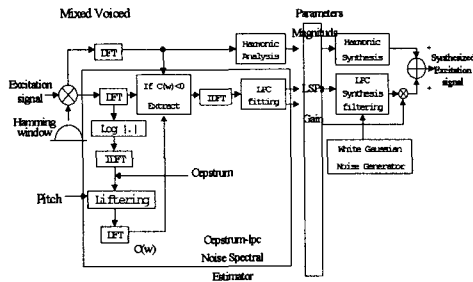 Mixed Voiced
Parameters
Magnitude
DFT
Harmonic
Analysis
Harmonic
Synthesis
+
Synthesized
Excitation
signal
+
Excitation
signal
Hamming
window
DFT
If C(w)<0
Extract
IDFT
LPC
fitting
LSP
LPC
Synthesis
filtering
Gain
Log |.|
IDFT
White Gaussian
Noise Generator
Cepstrum
Pitch
Liftering
DFT
C(w)
Cepstrum-lpc
Noise Spectral
Estimator